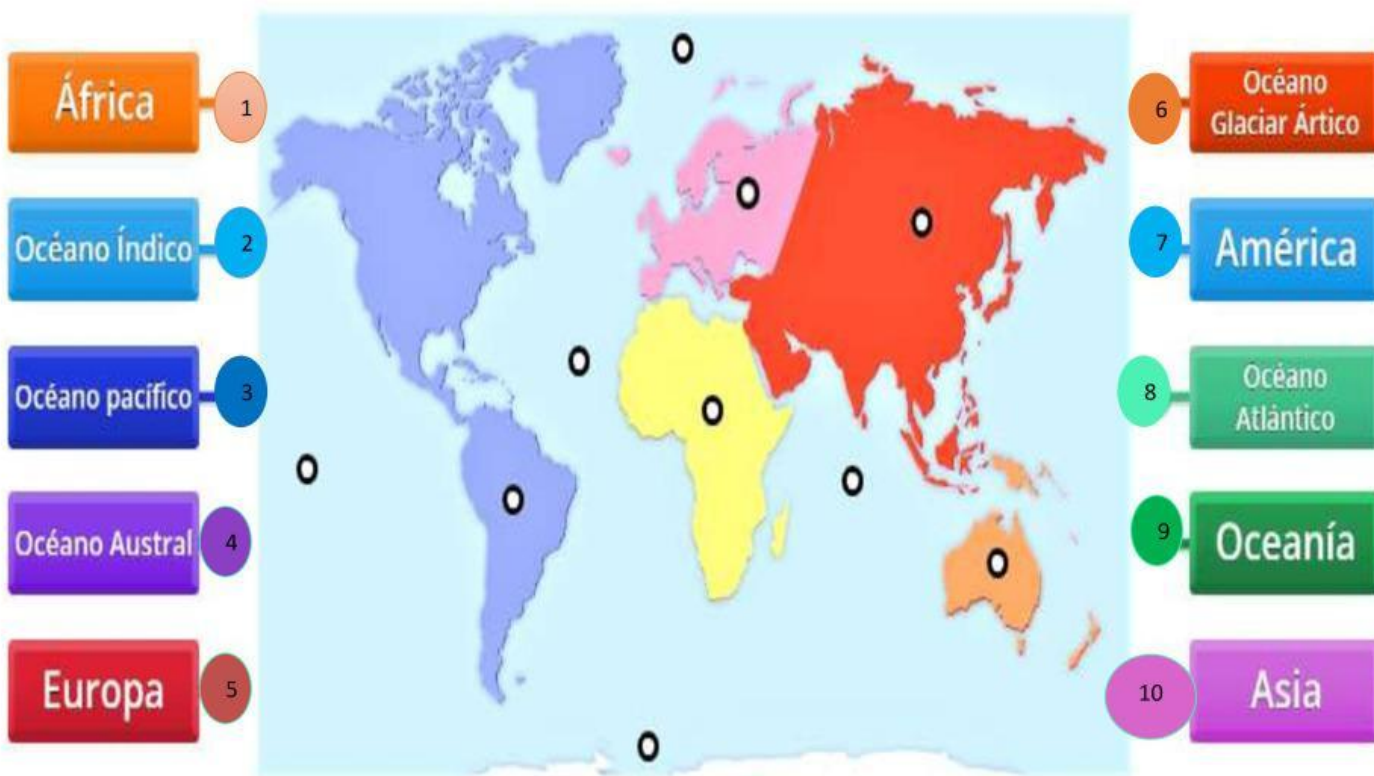 África
1
Océano Índico
2
Océano pacífico
3
Océano Austral
4
Europa
5
6
Océano
Glaciar Ártico
7
América
8
Océano
Atlántico
9
Oceanía
10
Asia